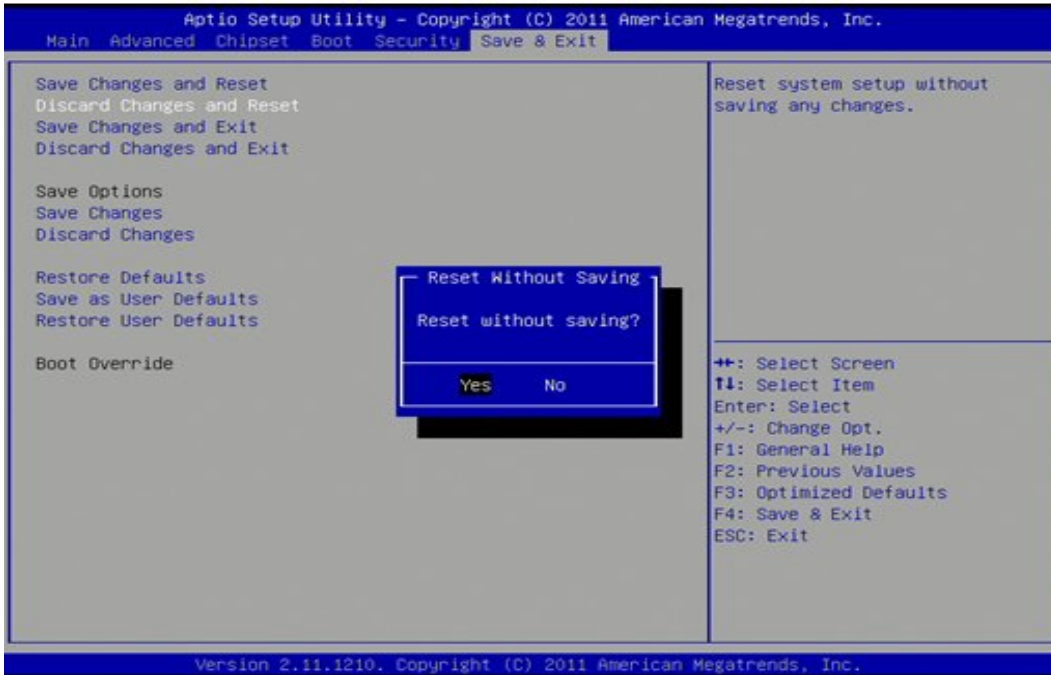 Aptio Setup Utility - Copyright (C) 2011 American Megatrends, Inc.
Main Advanced Chipset Boot Security Save & Exit
Save Changes and Reset
Discard Changes and Reset
Save Changes and Exit
Discard Changes and Exit
Save Options
Save Changes
Discard Changes
Restore Defaults
Save as User Defaults
Restore User Defaults
Boot Override
Reset Without Saving
Reset without saving?
Yes No
Reset system setup without
saving any changes.
→←: Select Screen
↑↓: Select Item
Enter: Select
+/-: Change Opt.
F1: General Help
F2: Previous Values
F3: Optimized Defaults
F4: Save & Exit
ESC: Exit
Version 2.11.1210. Copyright (C) 2011 American Megatrends, Inc.